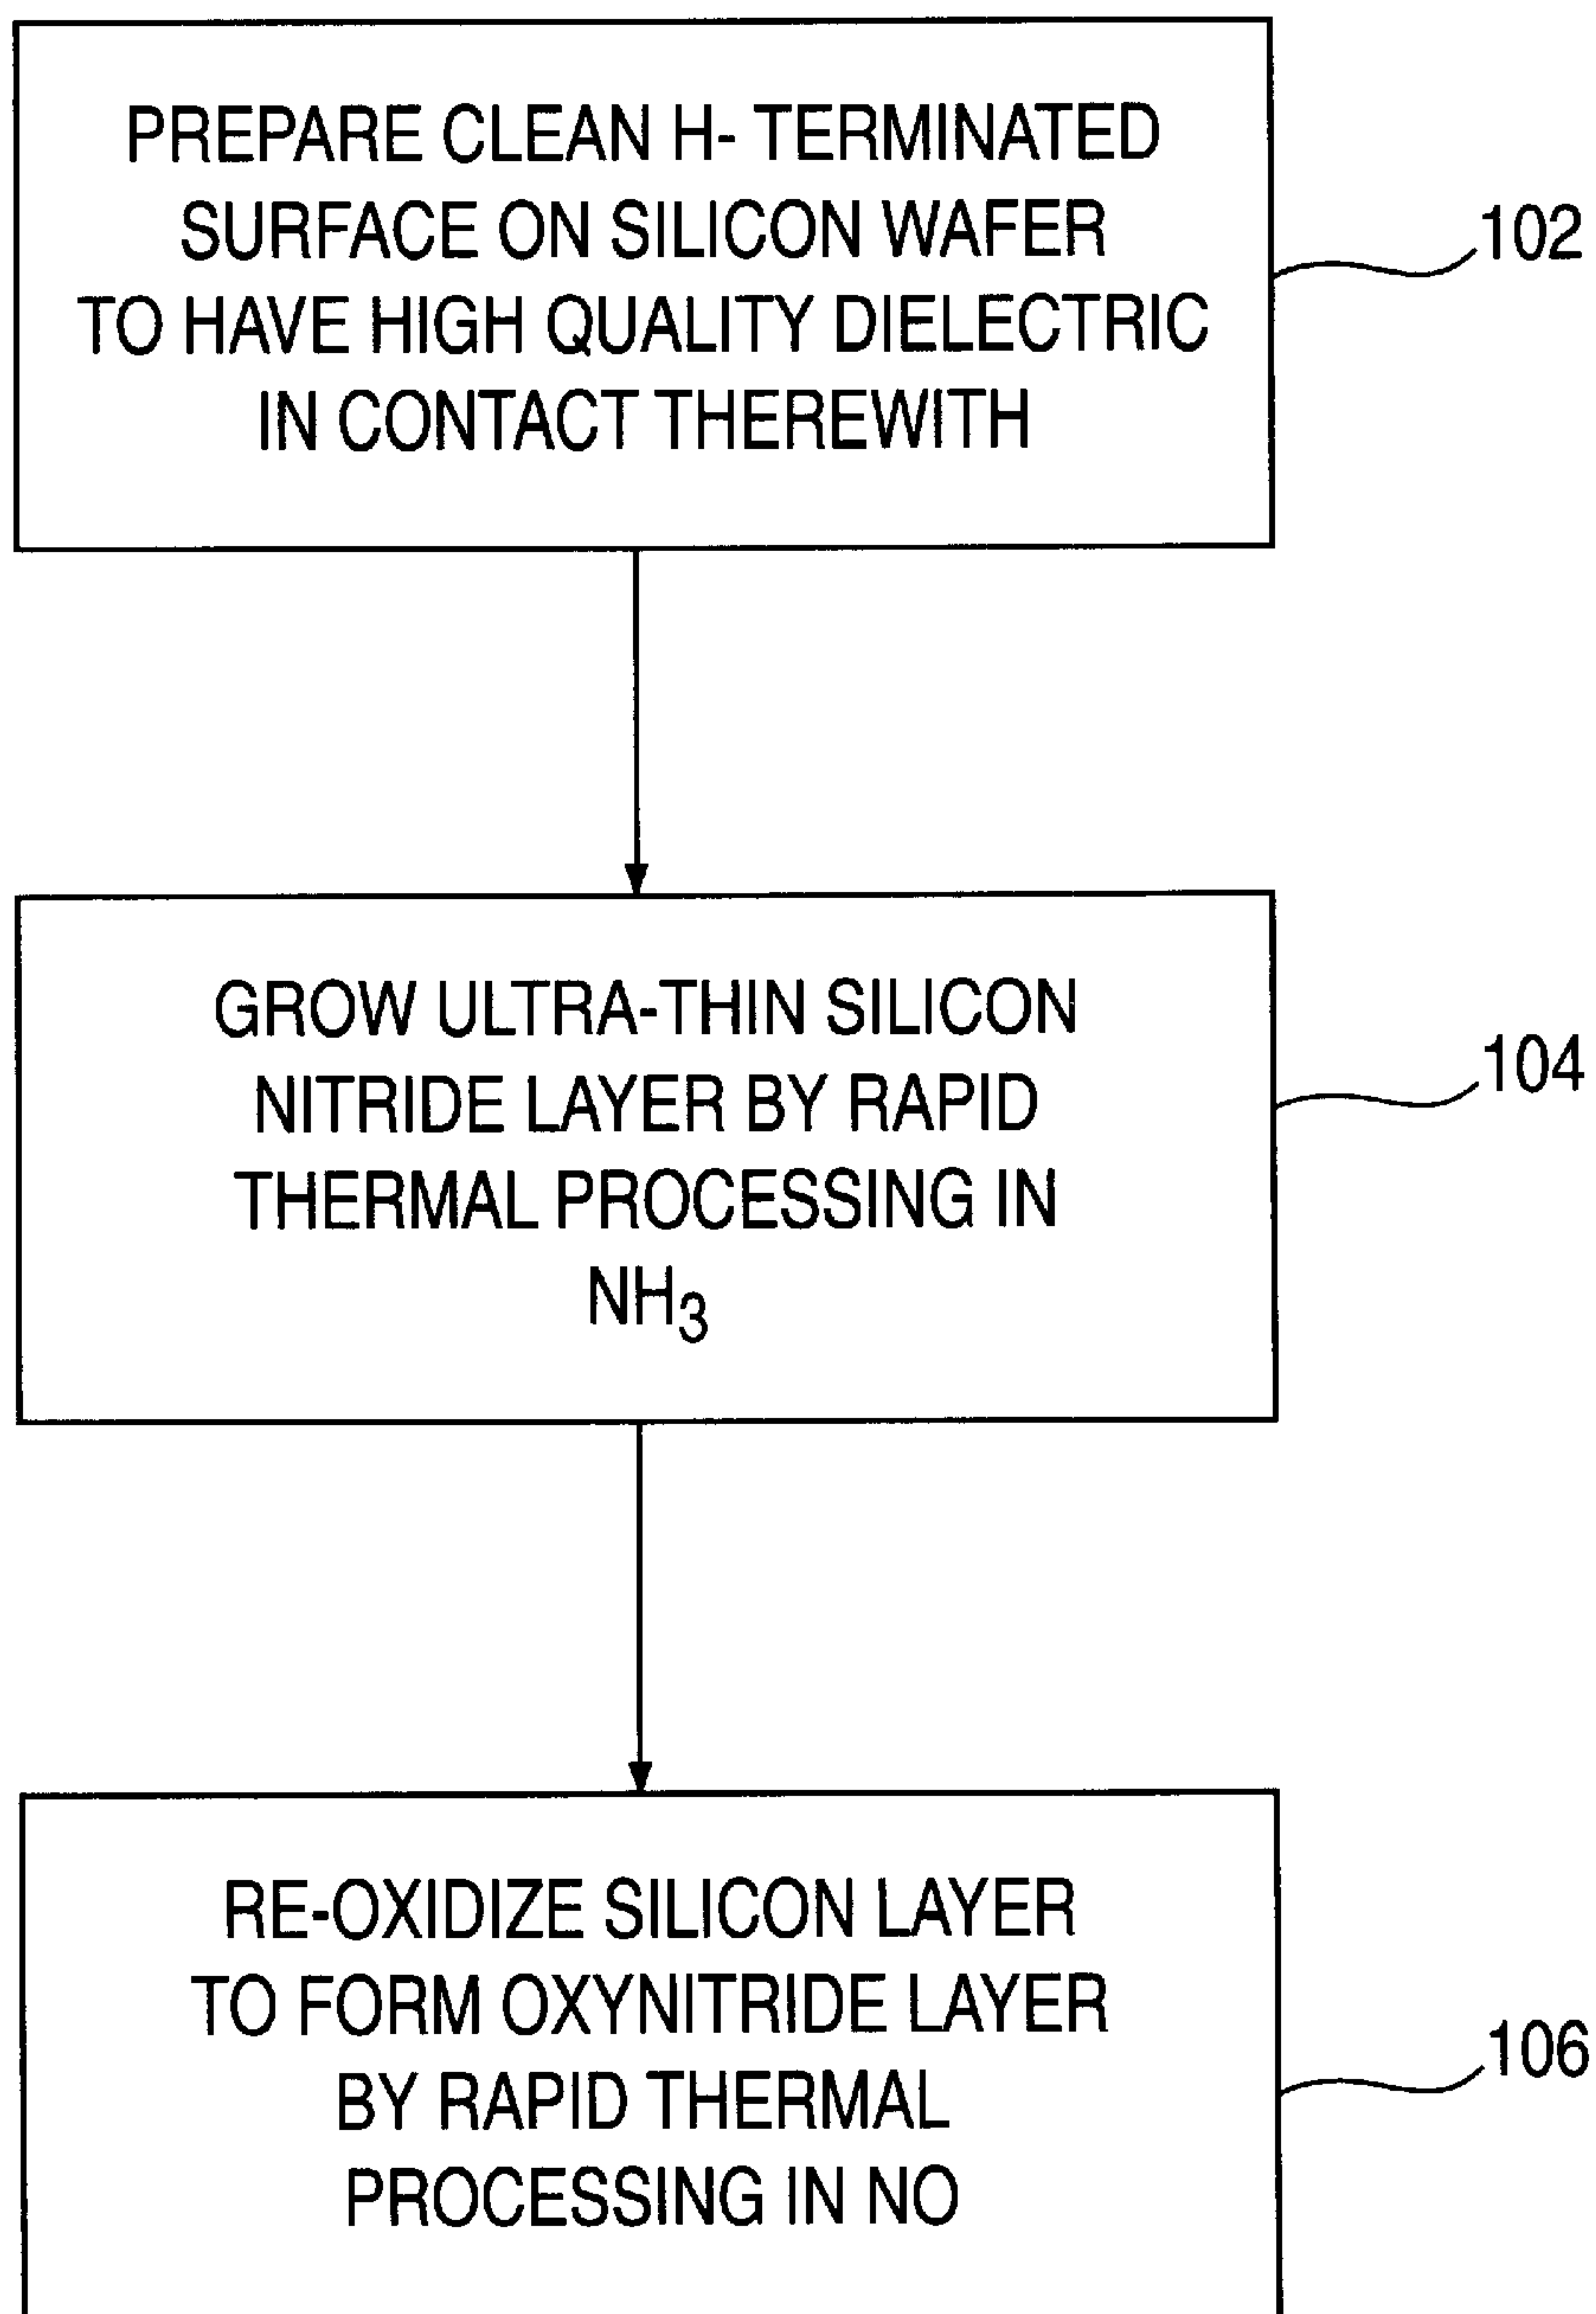 PREPARE CLEAN H- TERMINATED
SURFACE ON SILICON WAFER
TO HAVE HIGH QUALITY DIELECTRIC
IN CONTACT THEREWITH
102
GROW ULTRA-THIN SILICON
NITRIDE LAYER BY RAPID
THERMAL PROCESSING IN
NH3
104
RE-OXIDIZE SILICON LAYER
TO FORM OXYNITRIDE LAYER
BY RAPID THERMAL
PROCESSING IN NO
106